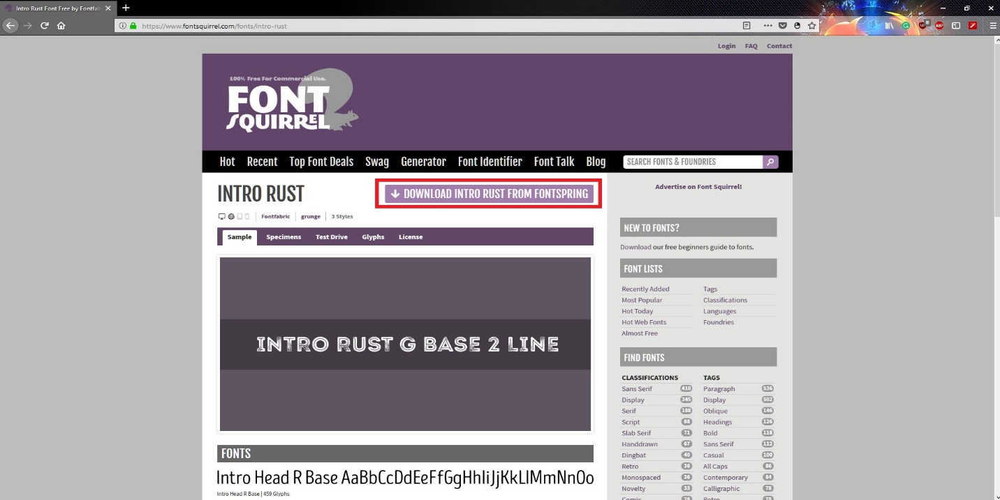 Intro Rust Font Free by Fontfab
https://www.fontsquirrel.com/fonts/intro-rust
Login FAQ Contact
100% Free For Commercial Use.
FONT
SQUIRREL
Hot Recent Top Font Deals Swag Generator Font Identifier Font Talk Blog SEARCH FONTS & FOUNDRIES
INTRO RUST
DOWNLOAD INTRO RUST FROM FONTSPRING
Advertise on Font Squirrel!
Fontfabric grunge 3 Styles
Sample Specimens Test Drive Glyphs License
INTRO RUST G BASE 2 LINE
FONTS
Intro Head R Base AaBbCcDdEeFfGgHhIiJjKkLlMmNnOo
Intro Head R Base | 459 Glyphs
NEW TO FONTS?
Download our free beginners guide to fonts.
FONT LISTS
Recently Added Tags
Most Popular Classifications
Hot Today Languages
Hot Web Fonts Foundries
Almost Free
FIND FONTS
CLASSIFICATIONS TAGS
Sans Serif 410 Paragraph 536
Display 345 Display 502
Serif 188 Oblique 146
Script 88 Headings 126
Slab Serif 71 Bold 118
Handdrawn 67 Sans Serif 112
Dingbat 40 Casual 100
Retro 36 All Caps 86
Monospaced 36 Contemporary 84
Novelty 33 Calligraphic 78
Comic 28 Retro 78